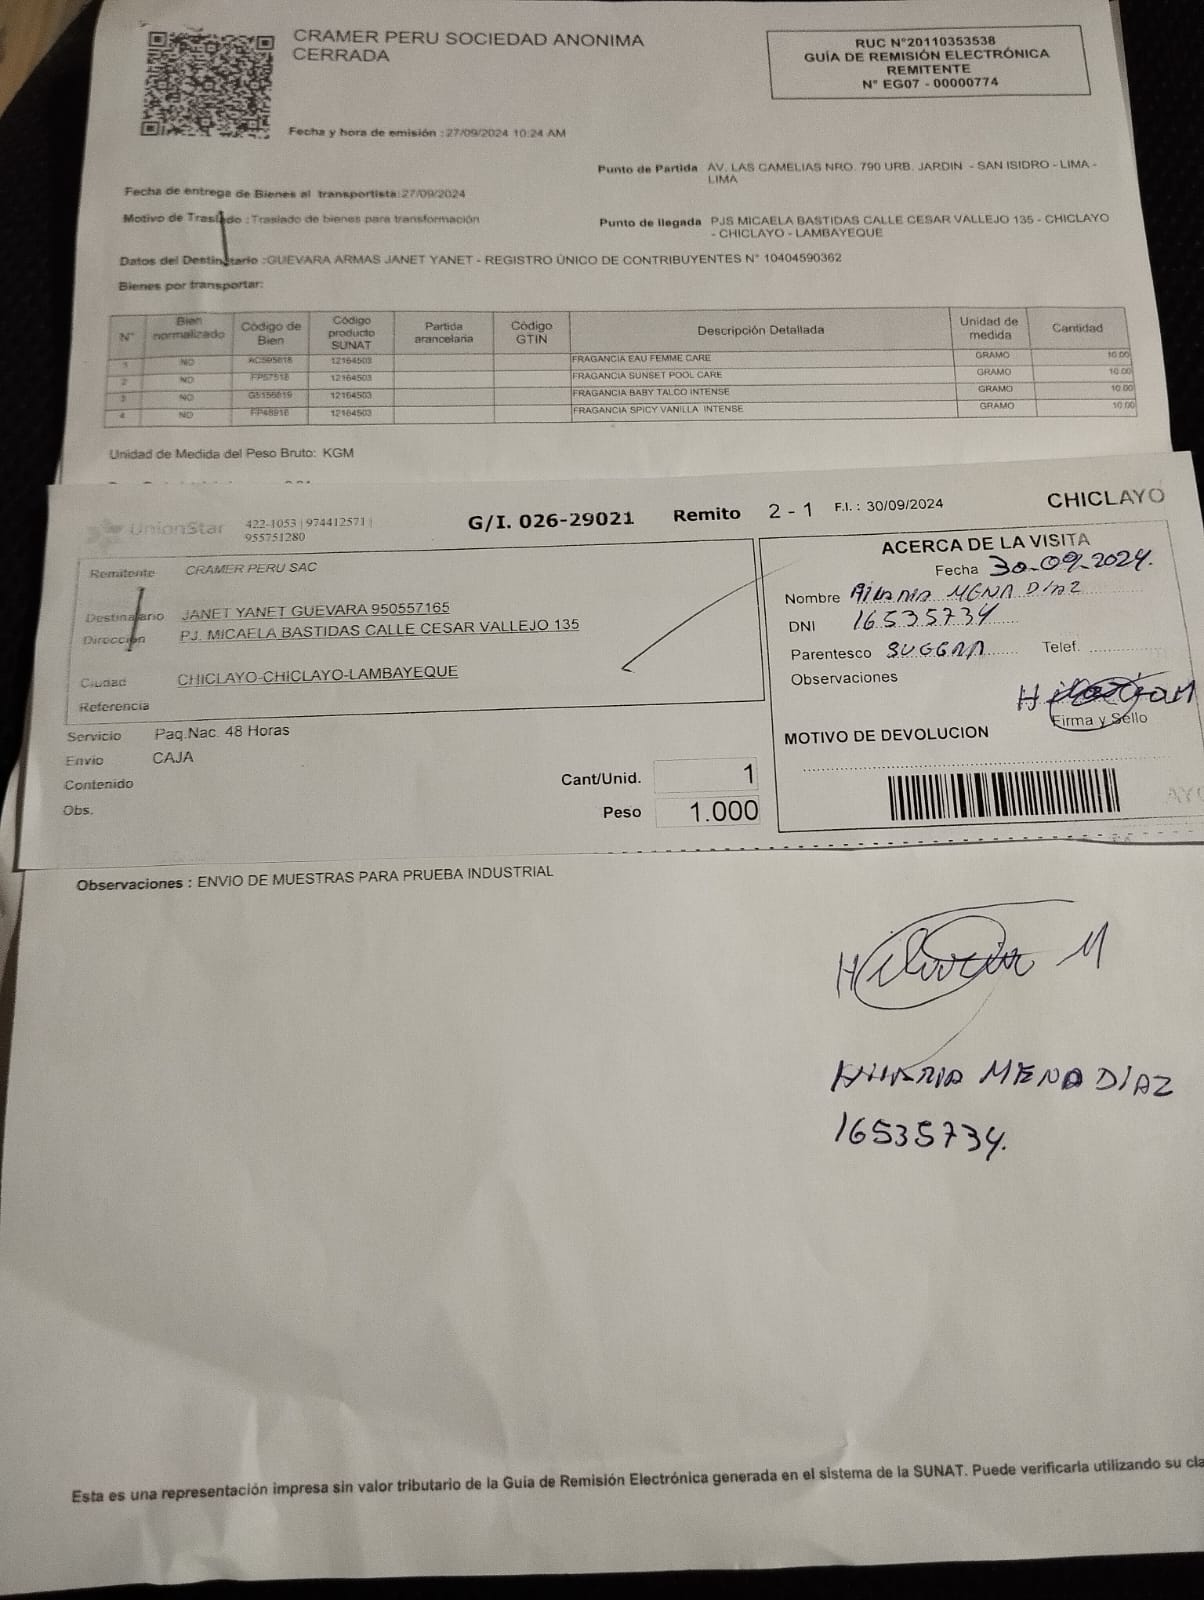 CRAMER PERU SOCIEDAD ANONIMA
CERRADA
RUC N°20110353538
GUÍA DE REMISIÓN ELECTRÓNICA
REMITENTE
N° EG07 - 00000774
Fecha y hora de emisión : 27/09/2024 10:24 AM
Punto de Partida AV. LAS CAMELIAS NRO. 790 URB. JARDIN - SAN ISIDRO - LIMA -
LIMA
Fecha de entrega de Bienes al transportista:27/09/2024
Motivo de Traslado : Traslado de bienes para transformación
Punto de llegada PJS MICAELA BASTIDAS CALLE CESAR VALLEJO 135 - CHICLAYO
- CHICLAYO - LAMBAYEQUE
Datos del Destinatario :GUEVARA ARMAS JANET YANET - REGISTRO ÚNICO DE CONTRIBUYENTES N° 10404590362
Bienes por transportar:
N° Bien normalizado Código de Bien Código producto SUNAT Partida arancelaria Código GTIN Descripción Detallada Unidad de medida Cantidad
1 NO 12164503 FRAGANCIA EAU FEMME CARE GRAMO 10.00
2 NO 12164503 FRAGANCIA SUNSET POOL CARE GRAMO 10.00
3 NO 12164503 FRAGANCIA BABY TALCO INTENSE GRAMO 10.00
4 NO 12164503 FRAGANCIA SPICY VANILLA INTENSE GRAMO 10.00
Unidad de Medida del Peso Bruto: KGM
UnionStar
422-1053 | 974412571 |
955751280
G/I. 026-29021 Remito 2 - 1 F.I. : 30/09/2024 CHICLAYO
Remitente CRAMER PERU SAC
Destinatario JANET YANET GUEVARA 950557165
Dirección PJ. MICAELA BASTIDAS CALLE CESAR VALLEJO 135
Ciudad CHICLAYO-CHICLAYO-LAMBAYEQUE
Referencia
Servicio Paq.Nac. 48 Horas
Envio CAJA
Contenido
Obs.
Cant/Unid. 1
Peso 1.000
ACERCA DE LA VISITA
Fecha 30-09-2024.
Nombre MENA DIAZ
DNI 16535734
Parentesco SUGGRA Telef.
Observaciones
Firma y Sello
MOTIVO DE DEVOLUCION
Observaciones : ENVIO DE MUESTRAS PARA PRUEBA INDUSTRIAL
MENA DÍAZ
16535734.
Esta es una representación impresa sin valor tributario de la Guía de Remisión Electrónica generada en el sistema de la SUNAT. Puede verificarla utilizando su cla